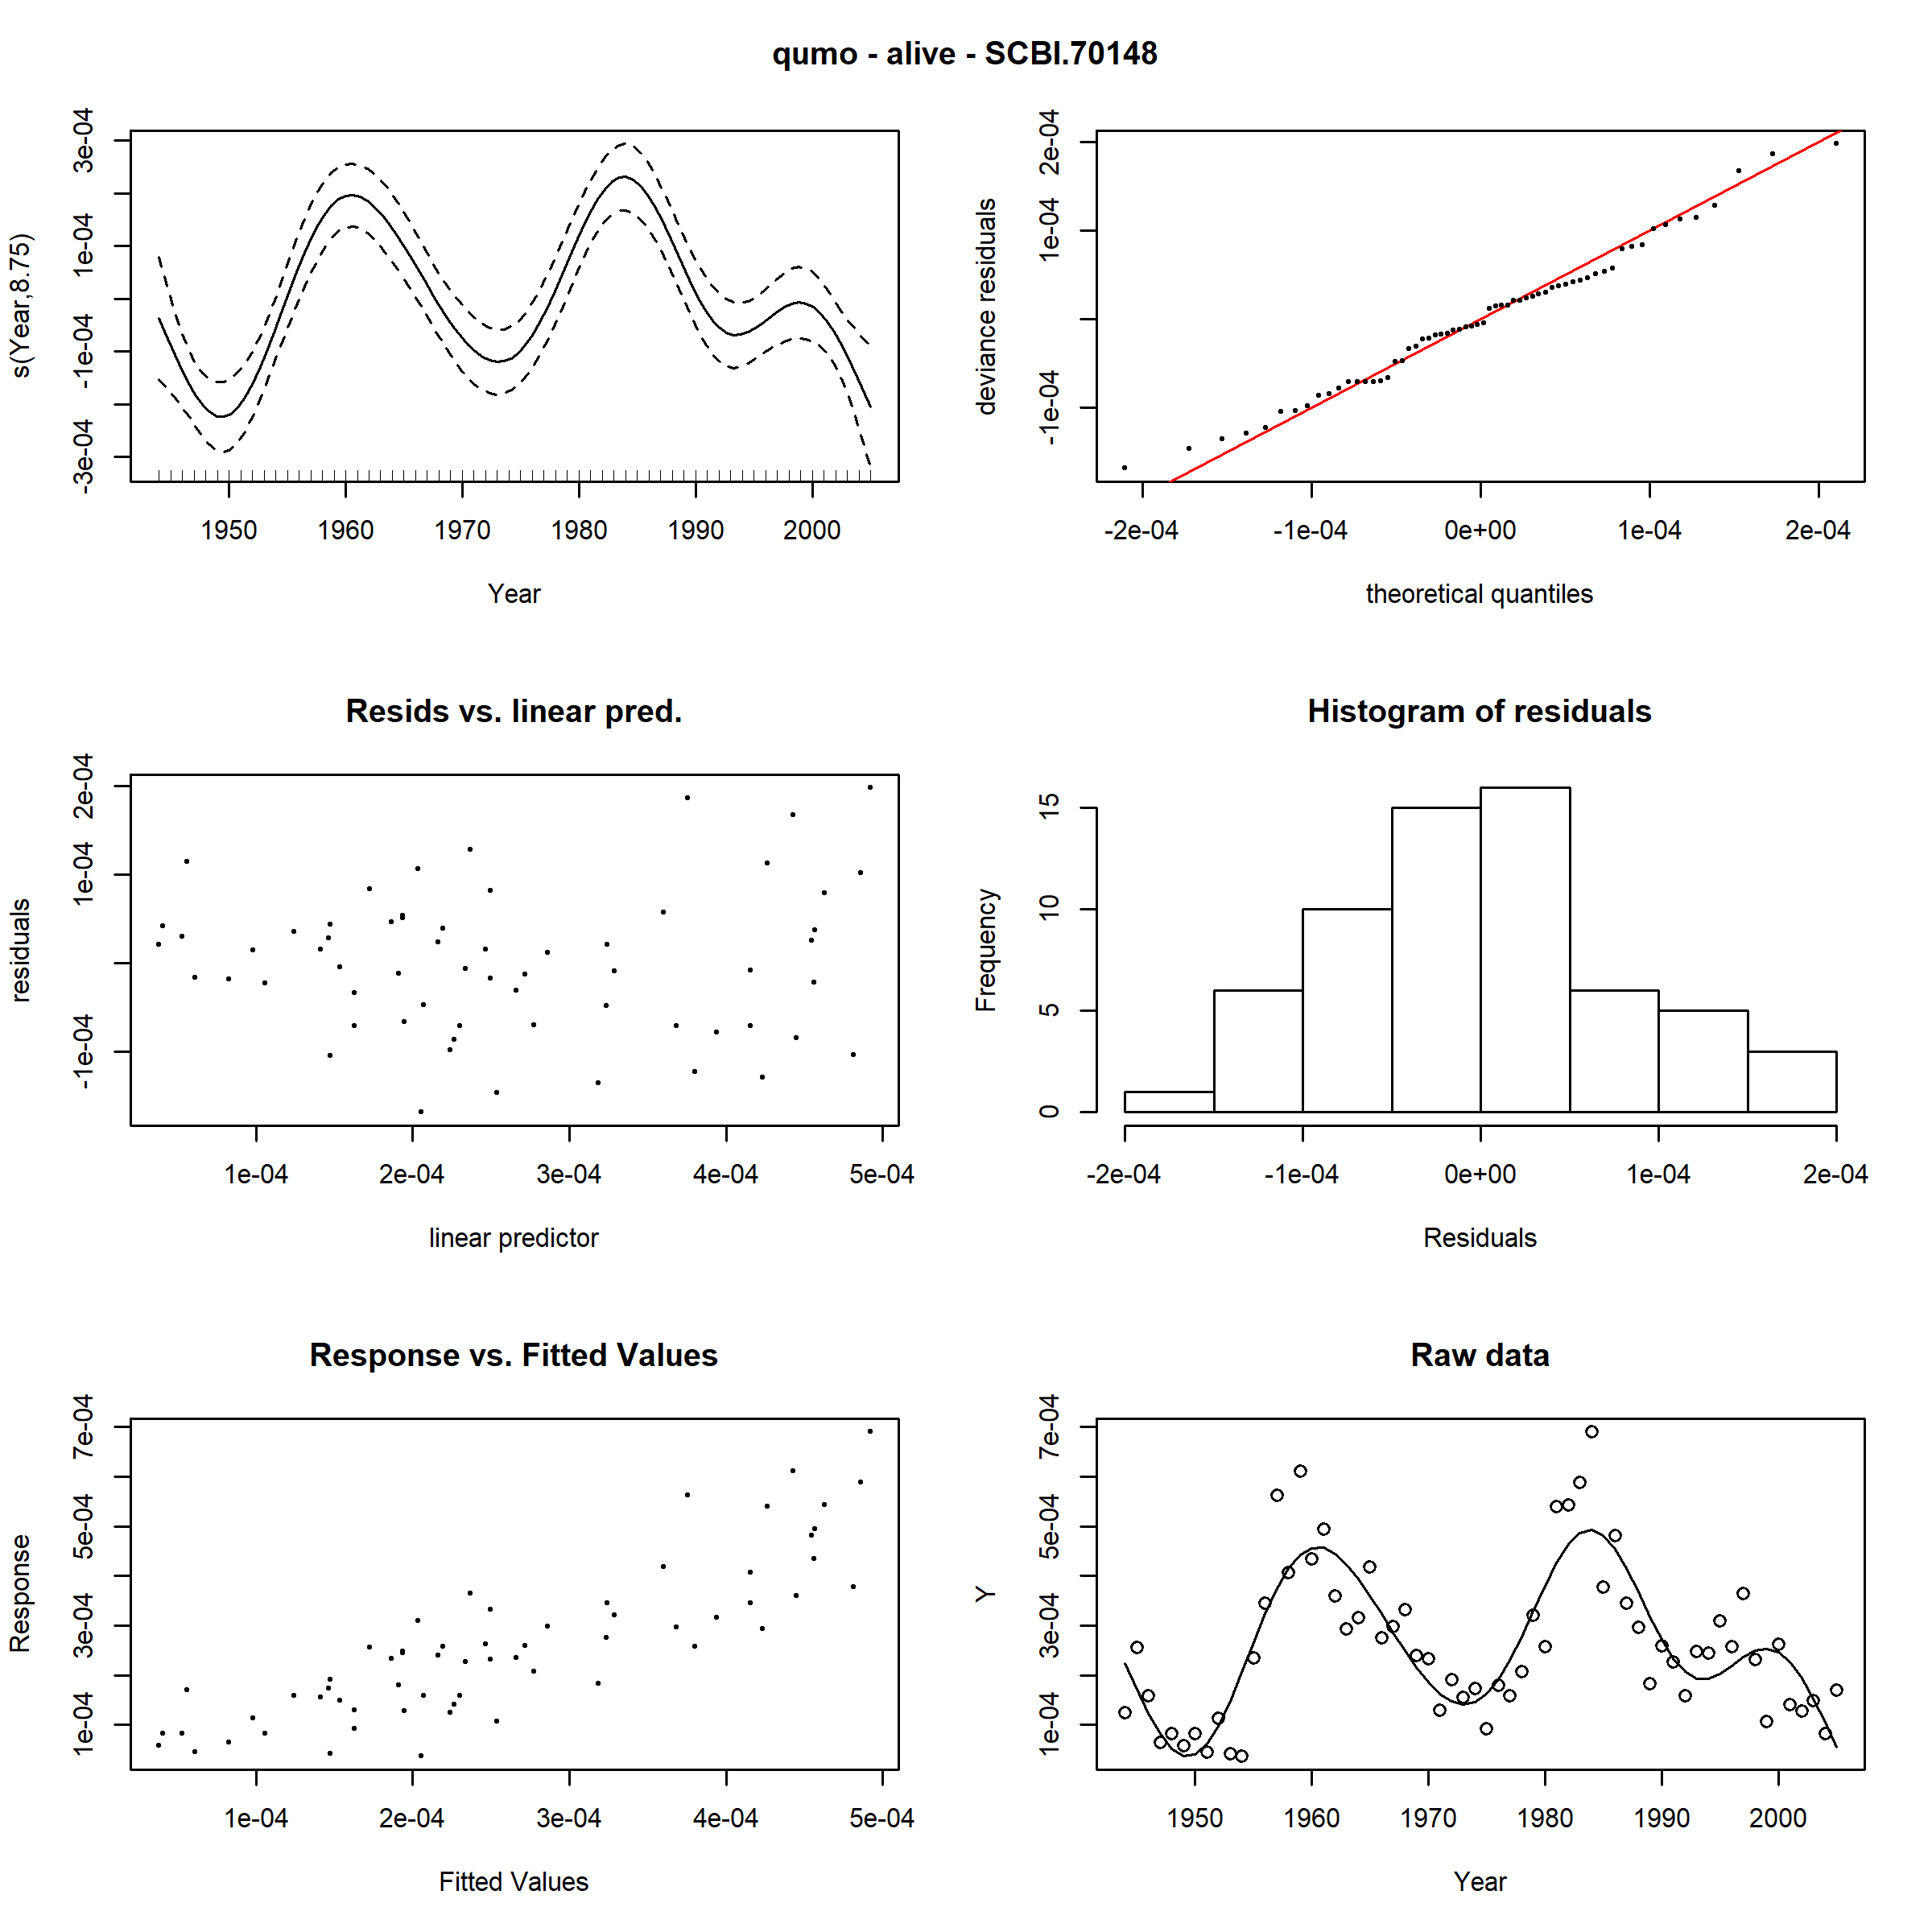 qumo - alive - SCBI.70148
s(Year,8.75)
-3e-04 -1e-04 1e-04 3e-04
1950 1960 1970 1980 1990 2000
Year
deviance residuals
-1e-04 1e-04 2e-04
-2e-04 -1e-04 0e+00 1e-04 2e-04
theoretical quantiles
Resids vs. linear pred.
residuals
-1e-04 1e-04 2e-04
1e-04 2e-04 3e-04 4e-04 5e-04
linear predictor
Histogram of residuals
Frequency
0 5 10 15
-2e-04 -1e-04 0e+00 1e-04 2e-04
Residuals
Response vs. Fitted Values
Response
1e-04 3e-04 5e-04 7e-04
1e-04 2e-04 3e-04 4e-04 5e-04
Fitted Values
Raw data
Y
1e-04 3e-04 5e-04 7e-04
1950 1960 1970 1980 1990 2000
Year